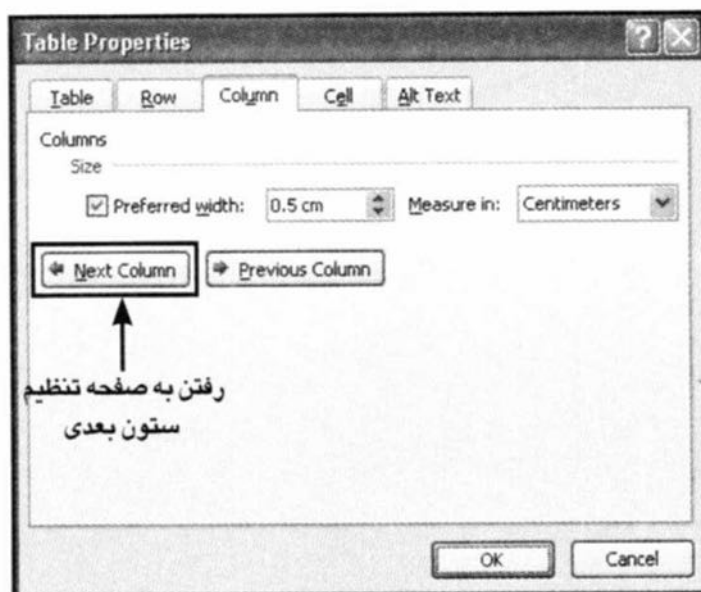 Table Properties
Table Row Column Cell Alt Text
Columns
Size
Preferred width: 0.5 cm Measure in: Centimeters
Next Column Previous Column
رفتن به صفحه تنظیم
ستون بعدی
OK Cancel